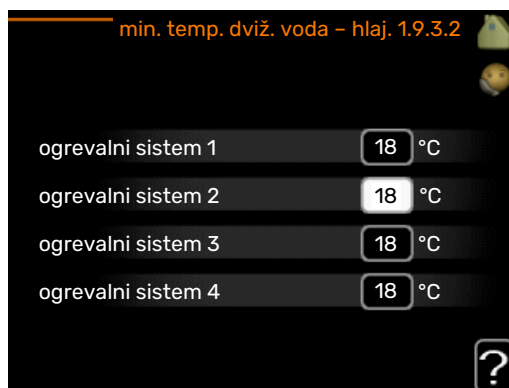 min. temp. dviž. voda – hlaj. 1.9.3.2
ogrevalni sistem 1 18 °C
ogrevalni sistem 2 18 °C
ogrevalni sistem 3 18 °C
ogrevalni sistem 4 18 °C
?